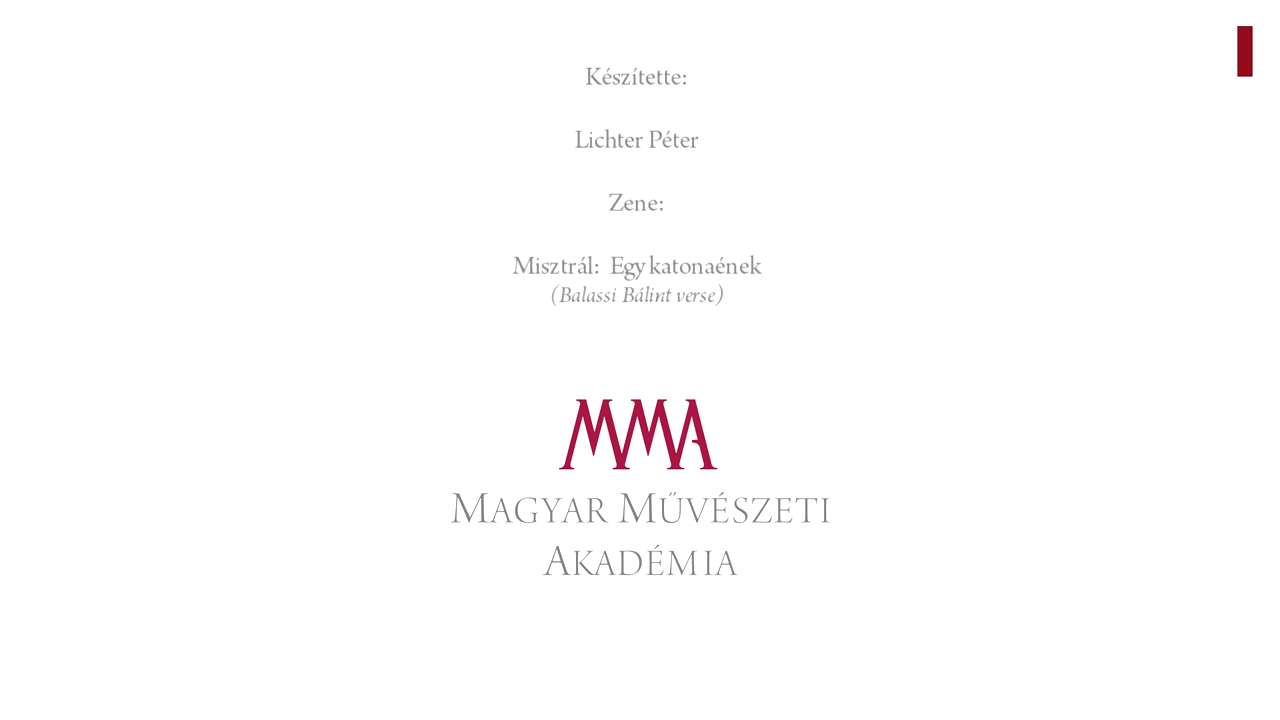 Készítette:
Lichter Péter
Zene:
Misztrál: Egy katonaének
(Balassi Bálint verse)
MMA
MAGYAR MŰVÉSZETI
AKADÉMIA